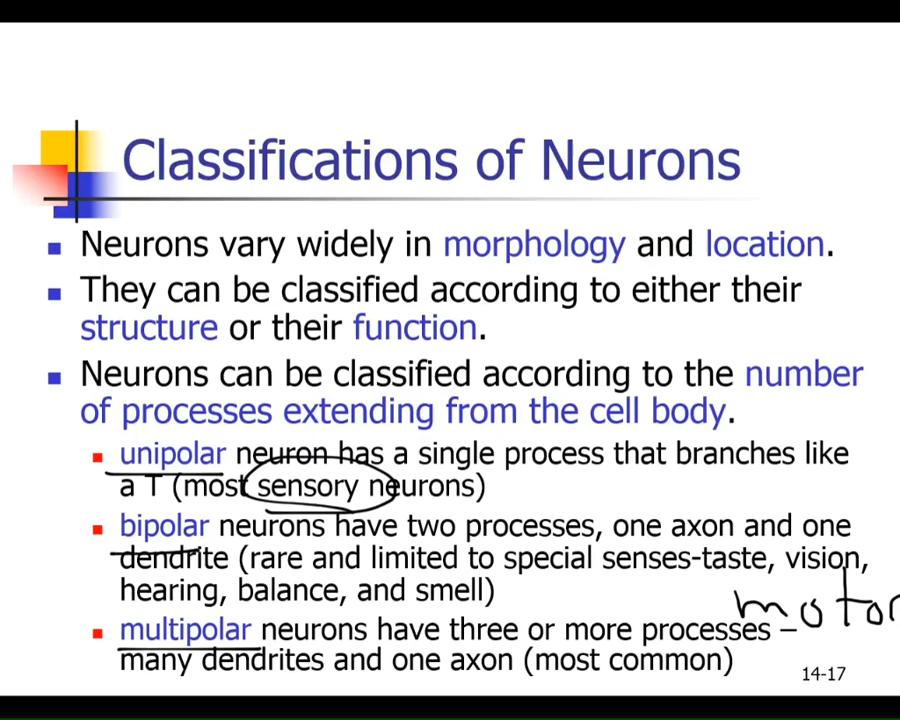 Classifications of Neurons
Neurons vary widely in morphology and location.
They can be classified according to either their
structure or their function.
Neurons can be classified according to the number
of processes extending from the cell body.
unipolar neuron has a single process that branches like
a T (most sensory neurons)
bipolar neurons have two processes, one axon and one
dendrite (rare and limited to special senses-taste, vision,
hearing, balance, and smell)
motor
multipolar neurons have three or more processes –
many dendrites and one axon (most common)
14-17